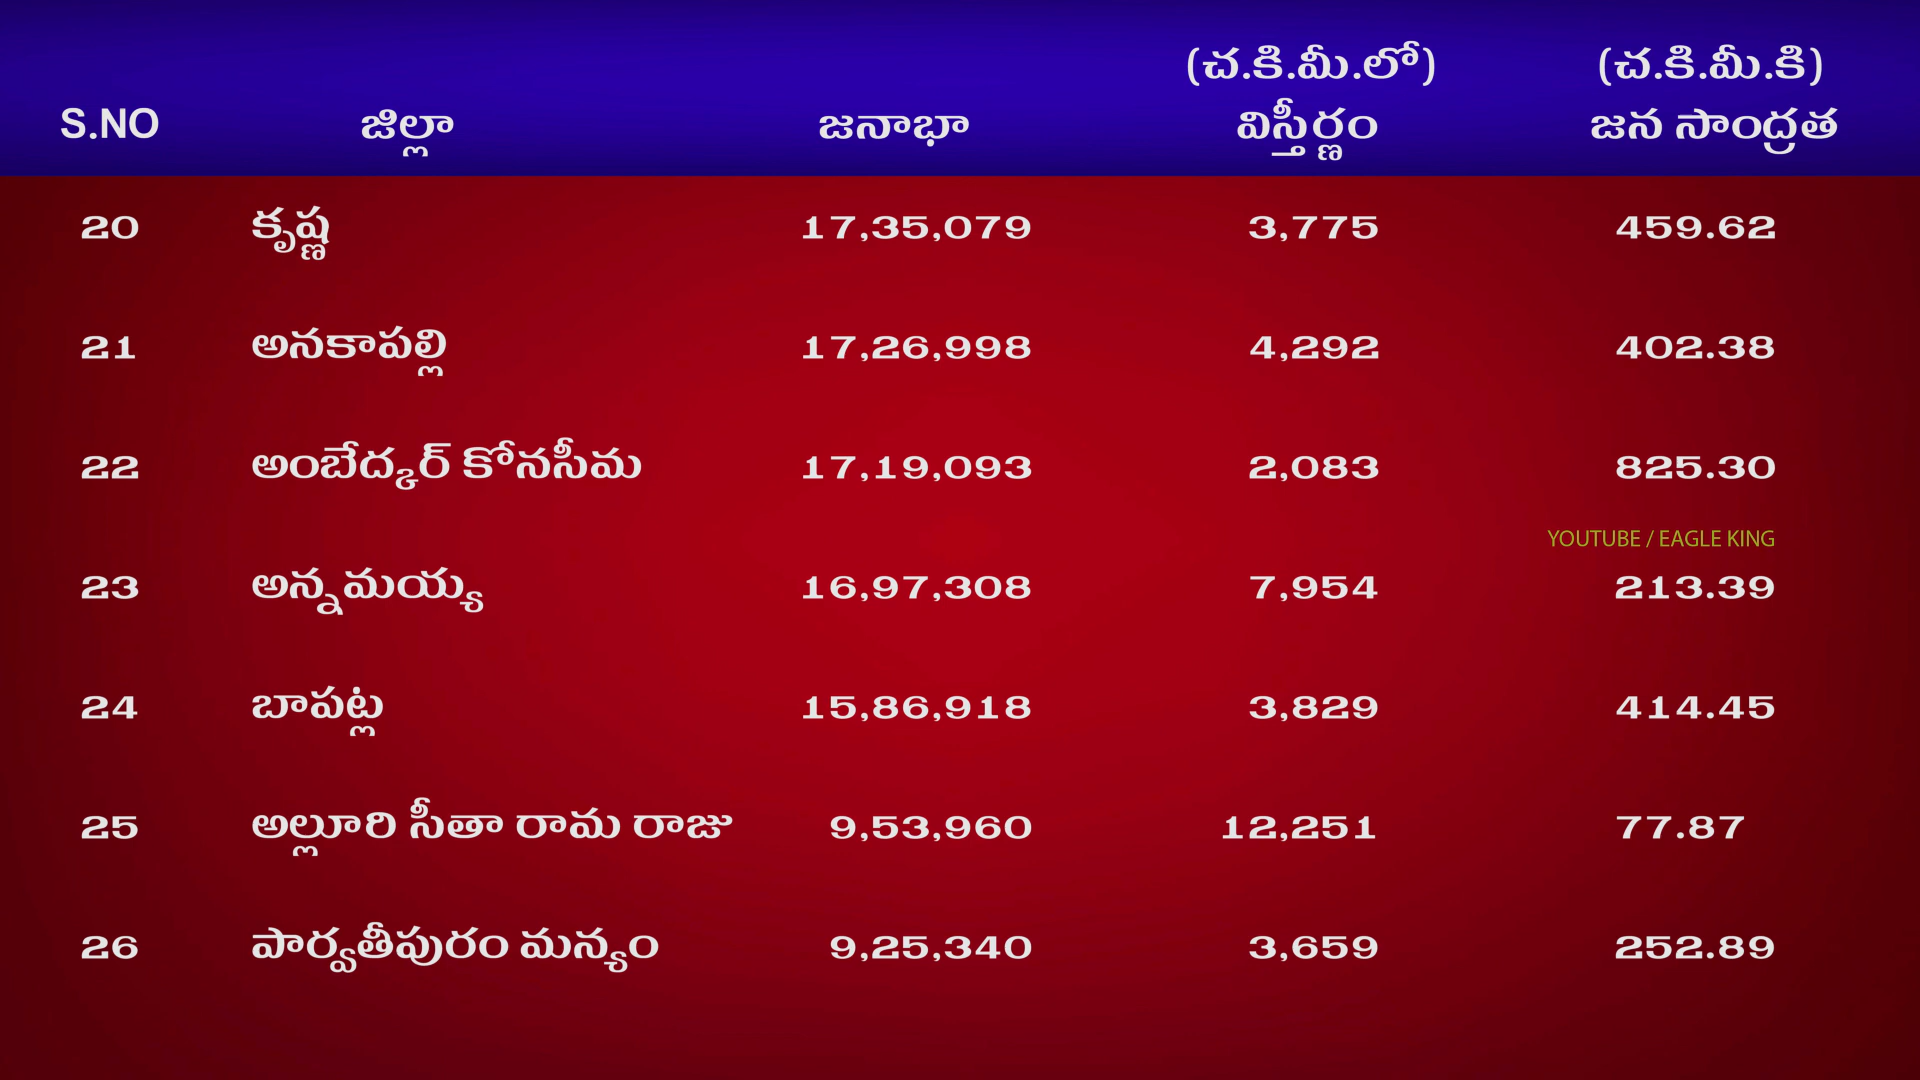 (చ.కి.మీ.లో) (చ.కి.మీ.కి)
S.NO జిల్లా జనాభా విస్తీర్ణం జన సాంద్రత
20 కృష్ణ 17,35,079 3,775 459.62
21 అనకాపల్లి 17,26,998 4,292 402.38
22 అంబేద్కర్ కోనసీమ 17,19,093 2,083 825.30
YOUTUBE / EAGLE KING
23 అన్నమయ్య 16,97,308 7,954 213.39
24 బాపట్ల 15,86,918 3,829 414.45
25 అల్లూరి సీతా రామ రాజు 9,53,960 12,251 77.87
26 పార్వతీపురం మన్యం 9,25,340 3,659 252.89